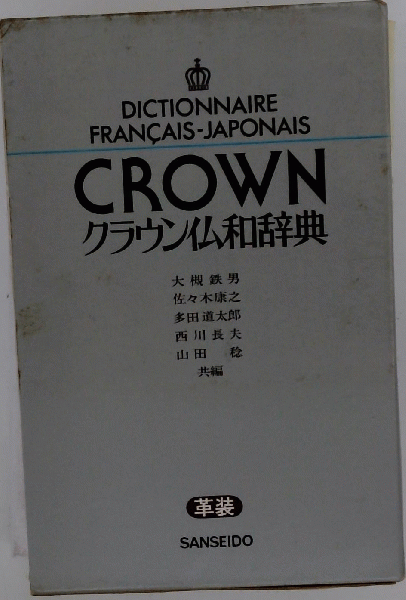 DICTIONNAIRE
FRANÇAIS-JAPONAIS
CROWN
クラウン仏和辞典
大槻鉄男
佐々木康之
多田道太郎
西川長夫
山田 稔
共編
革装
SANSEIDO